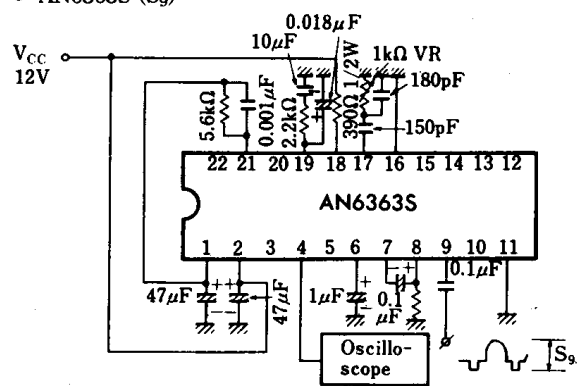 AN6363S (S9)
VCC
12V
10μF
0.018μF
1kΩ VR
180pF
150pF
5.6kΩ
0.001μF
2.2kΩ
390Ω 1/2W
22 21 20 19 18 17 16 15 14 13 12
AN6363S
1 2 3 4 5 6 7 8 9 10 11
47μF
++
--
47μF
1μF
+
-
-+
0.1
μF
0.1μF
Oscillo-
scope
S9